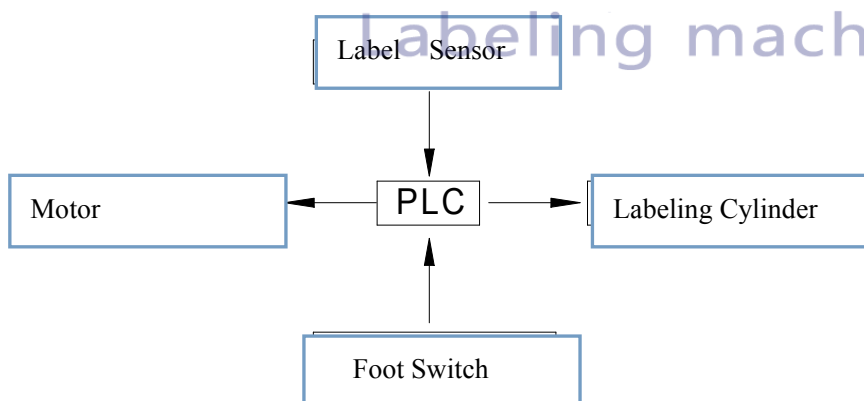 Labeling mach
Label Sensor
Motor
PLC
Labeling Cylinder
Foot Switch